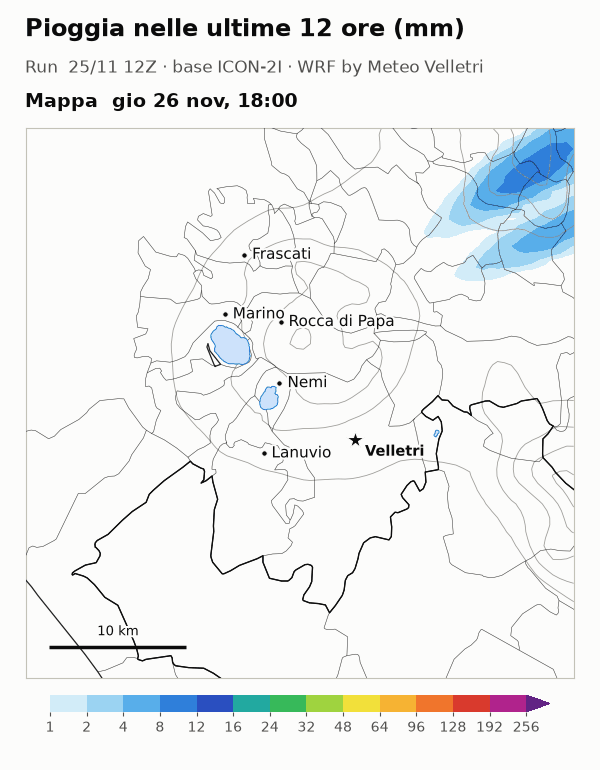 Pioggia nelle ultime 12 ore (mm)
Run  25/11 12Z · base ICON-2I · WRF by Meteo Velletri
Mappa  gio 26 nov, 18:00
Frascati
Marino
Rocca di Papa
Nemi
Velletri
Lanuvio
10 km
1 2 4 8 12 16 24 32 48 64 96 128 192 256